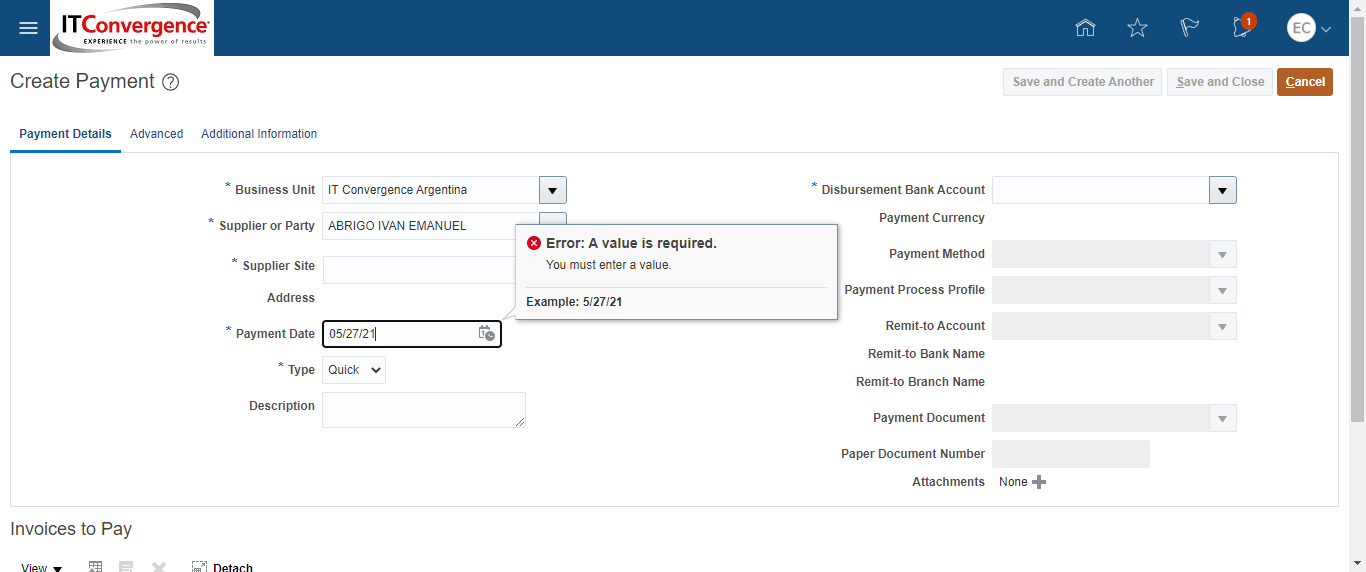 ITConvergence
EXPERIENCE the power of results
1
EC
Create Payment ?
Save and Create Another
Save and Close
Cancel
Payment Details
Advanced
Additional Information
* Business Unit IT Convergence Argentina
* Supplier or Party ABRIGO IVAN EMANUEL
* Supplier Site
Address
* Payment Date 05/27/21
* Type Quick
Description
Error: A value is required.
You must enter a value.
Example: 5/27/21
* Disbursement Bank Account
Payment Currency
Payment Method
Payment Process Profile
Remit-to Account
Remit-to Bank Name
Remit-to Branch Name
Payment Document
Paper Document Number
Attachments None
Invoices to Pay
View
Detach